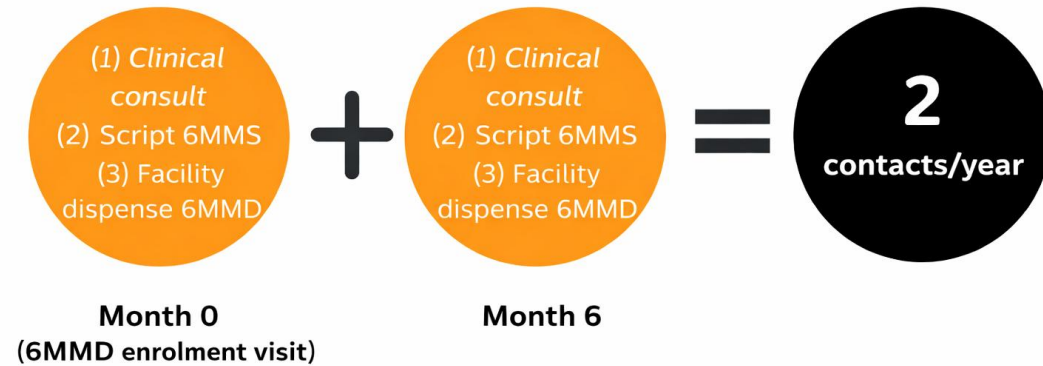 (1) Clinical
consult
(2) Script 6MMS
(3) Facility
dispense 6MMD
+
(1) Clinical
consult
(2) Script 6MMS
(3) Facility
dispense 6MMD
=
2
contacts/year
Month 0
(6MMD enrolment visit)
Month 6